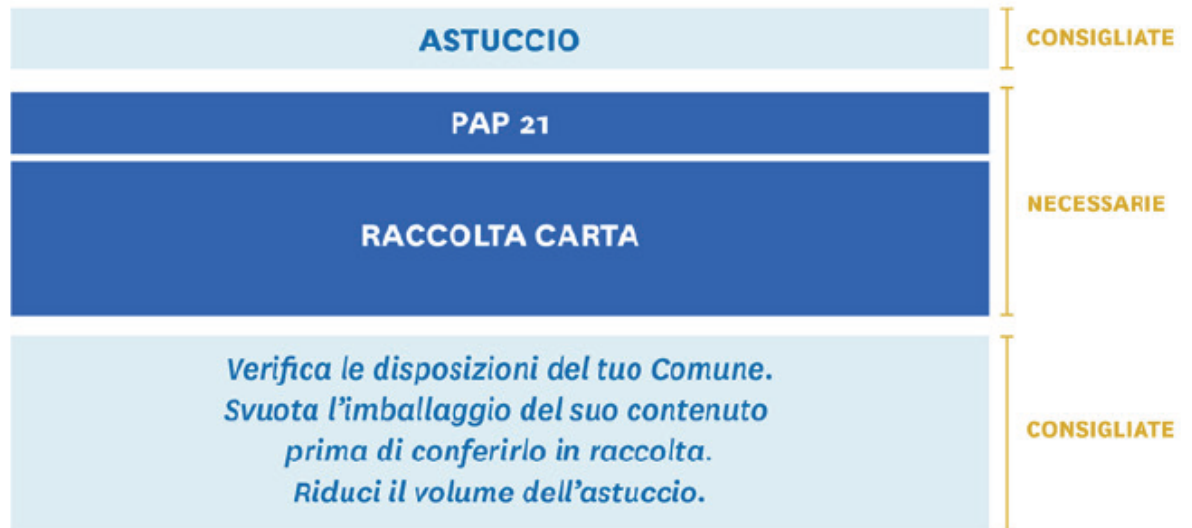 ASTUCCIO
CONSIGLIATE
PAP 21
RACCOLTA CARTA
NECESSARIE
Verifica le disposizioni del tuo Comune.
Svuota l'imballaggio del suo contenuto
prima di conferirlo in raccolta.
Riduci il volume dell'astuccio.
CONSIGLIATE